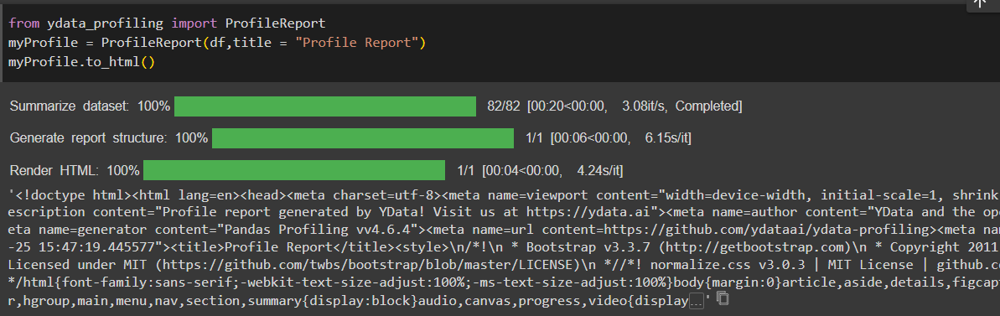 from ydata_profiling import ProfileReport
myProfile = ProfileReport(df,title = "Profile Report")
myProfile.to_html()
Summarize dataset: 100% 82/82 [00:20<00:00, 3.08it/s, Completed]
Generate report structure: 100% 1/1 [00:06<00:00, 6.15s/it]
Render HTML: 100% 1/1 [00:04<00:00, 4.24s/it]
'<!doctype html><html lang=en><head><meta charset=utf-8><meta name=viewport content="width=device-width, initial-scale=1, shrink
escription content="Profile report generated by YData! Visit us at https://ydata.ai"><meta name=author content="YData and the ope
eta name=generator content="Pandas Profiling vv4.6.4"><meta name=url content=https://github.com/ydataai/ydata-profiling><meta nam
-25 15:47:19.445577"><title>Profile Report</title><style>\n/*!\n * Bootstrap v3.3.7 (http://getbootstrap.com)\n * Copyright 2011
Licensed under MIT (https://github.com/twbs/bootstrap/blob/master/LICENSE)\n *//*! normalize.css v3.0.3 | MIT License | github.co
*/html{font-family:sans-serif;-webkit-text-size-adjust:100%;-ms-text-size-adjust:100%}body{margin:0}article,aside,details,figcapt
r,hgroup,main,menu,nav,section,summary{display:block}audio,canvas,progress,video{display...'